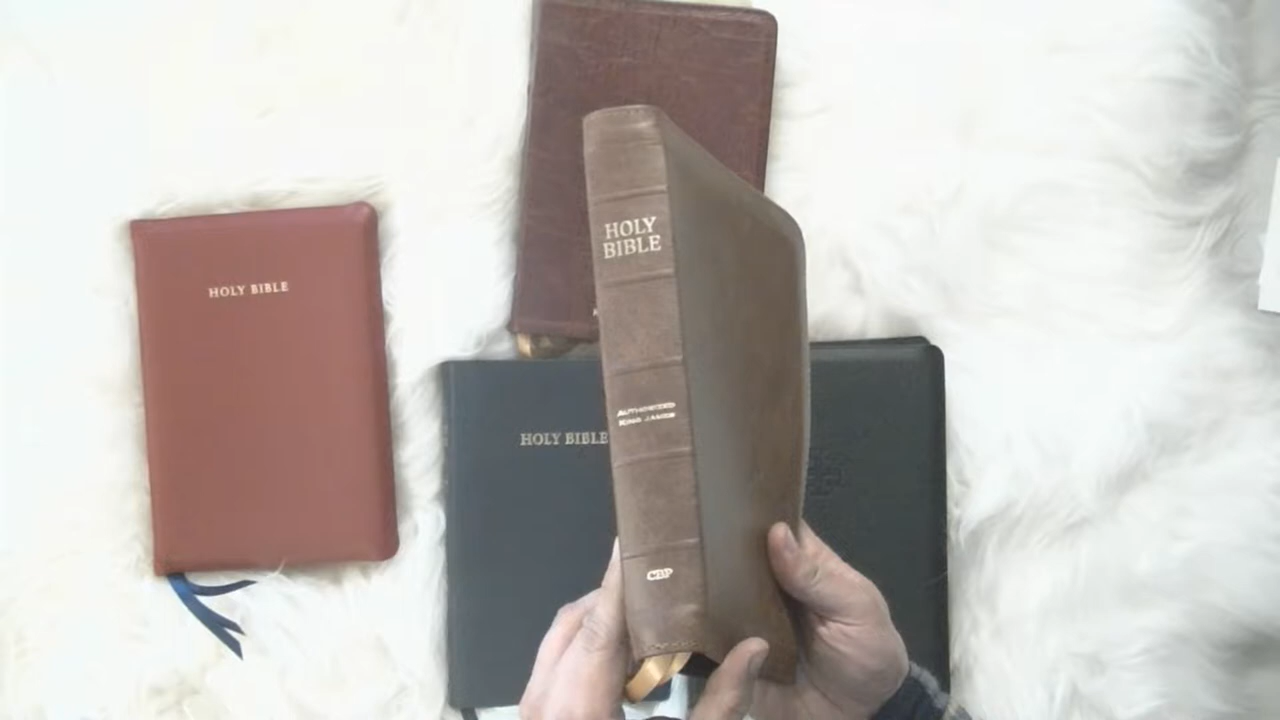 HOLY BIBLE
HOLY
BIBLE
AUTHORIZED
KING JAMES
CBP
HOLY BIBLE